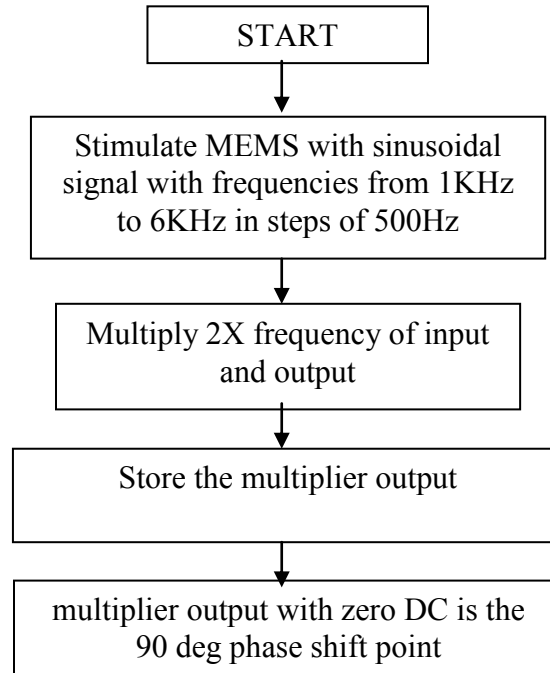 START
Stimulate MEMS with sinusoidal
signal with frequencies from 1KHz
to 6KHz in steps of 500Hz
Multiply 2X frequency of input
and output
Store the multiplier output
multiplier output with zero DC is the
90 deg phase shift point